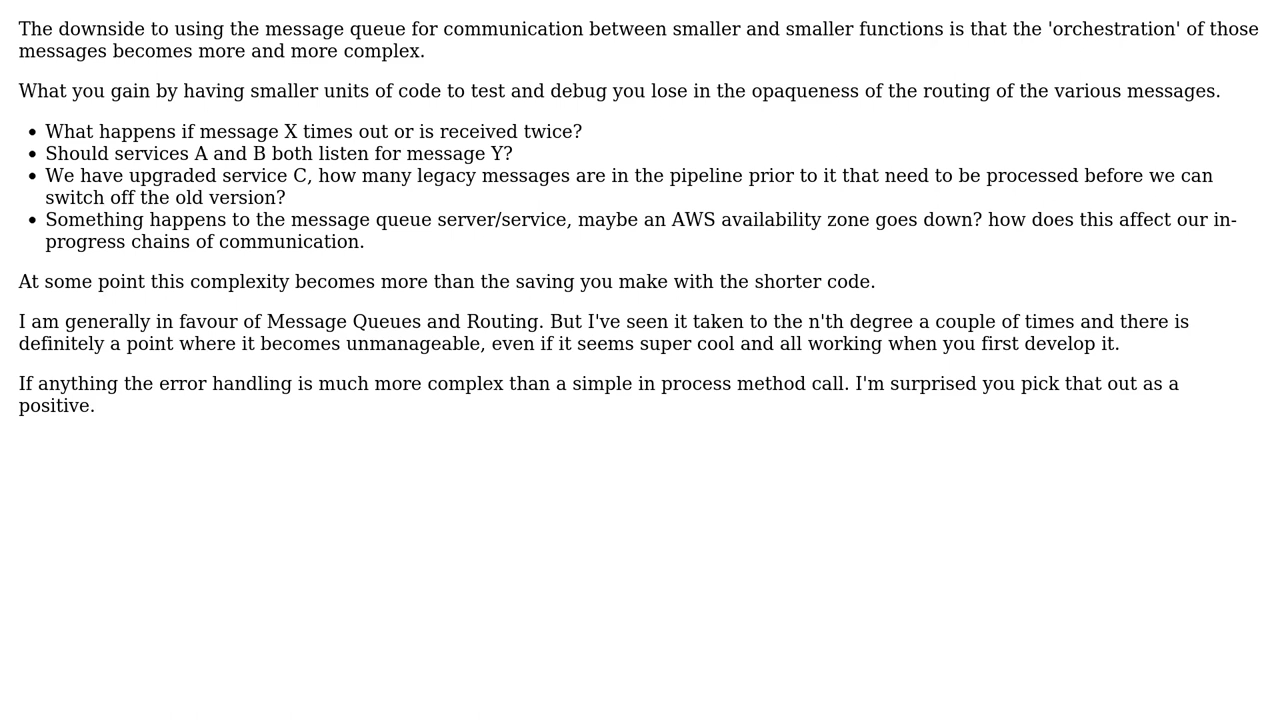 The downside to using the message queue for communication between smaller and smaller functions is that the 'orchestration' of those
messages becomes more and more complex.
What you gain by having smaller units of code to test and debug you lose in the opaqueness of the routing of the various messages.
• What happens if message X times out or is received twice?
• Should services A and B both listen for message Y?
• We have upgraded service C, how many legacy messages are in the pipeline prior to it that need to be processed before we can
switch off the old version?
• Something happens to the message queue server/service, maybe an AWS availability zone goes down? how does this affect our in-
progress chains of communication.
At some point this complexity becomes more than the saving you make with the shorter code.
I am generally in favour of Message Queues and Routing. But I've seen it taken to the n'th degree a couple of times and there is
definitely a point where it becomes unmanageable, even if it seems super cool and all working when you first develop it.
If anything the error handling is much more complex than a simple in process method call. I'm surprised you pick that out as a
positive.